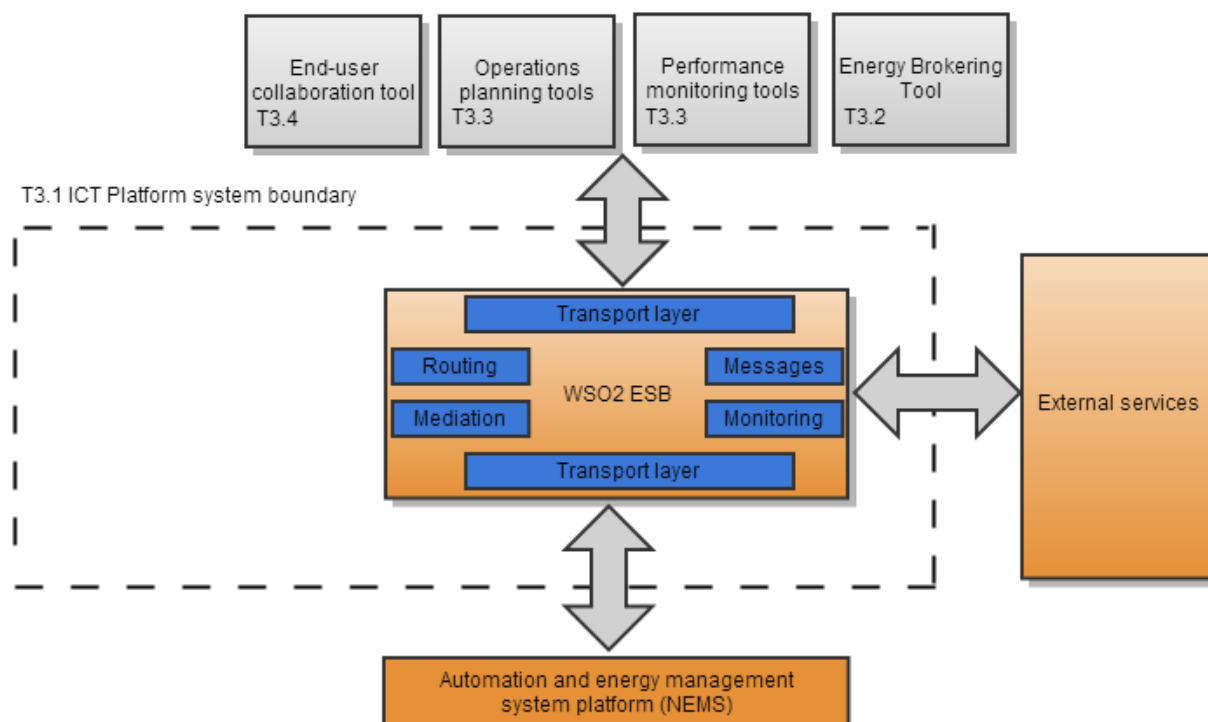 End-user
collaboration tool
T3.4
Operations
planning tools
T3.3
Performance
monitoring tools
T3.3
Energy Brokering
Tool
T3.2
T3.1 ICT Platform system boundary
Transport layer
Routing
Messages
WSO2 ESB
Mediation
Monitoring
Transport layer
External services
Automation and energy management
system platform (NEMS)